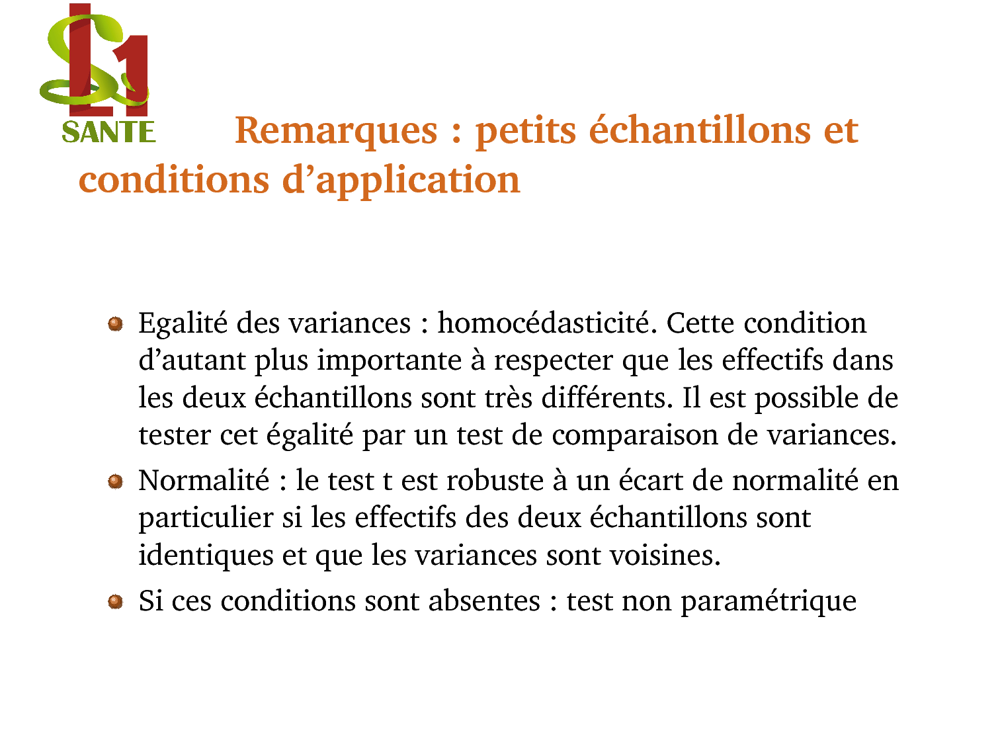 L1
SANTE
Remarques : petits échantillons et
conditions d’application
Egalité des variances : homocédasticité. Cette condition
d’autant plus importante à respecter que les effectifs dans
les deux échantillons sont très différents. Il est possible de
tester cet égalité par un test de comparaison de variances.
Normalité : le test t est robuste à un écart de normalité en
particulier si les effectifs des deux échantillons sont
identiques et que les variances sont voisines.
Si ces conditions sont absentes : test non paramétrique